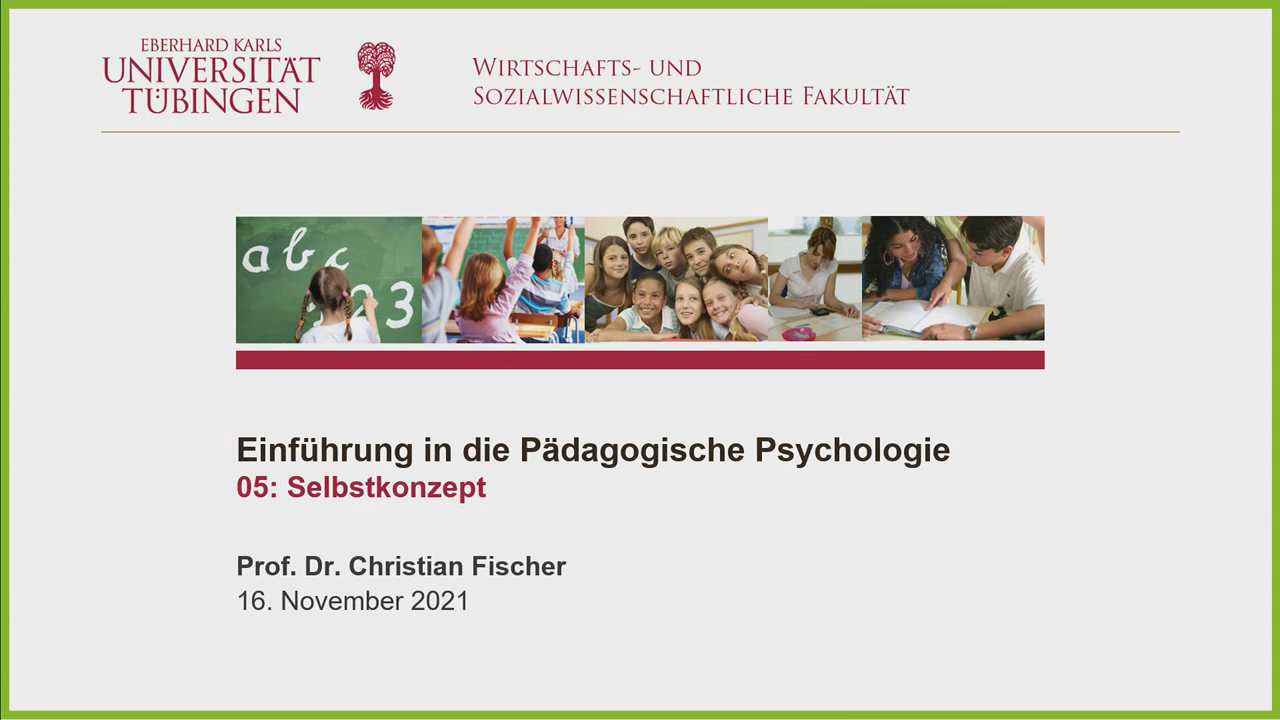 EBERHARD KARLS
UNIVERSITÄT
TÜBINGEN
WIRTSCHAFTS- UND
SOZIALWISSENSCHAFTLICHE FAKULTÄT
abc
123
Einführung in die Pädagogische Psychologie
05: Selbstkonzept
Prof. Dr. Christian Fischer
16. November 2021